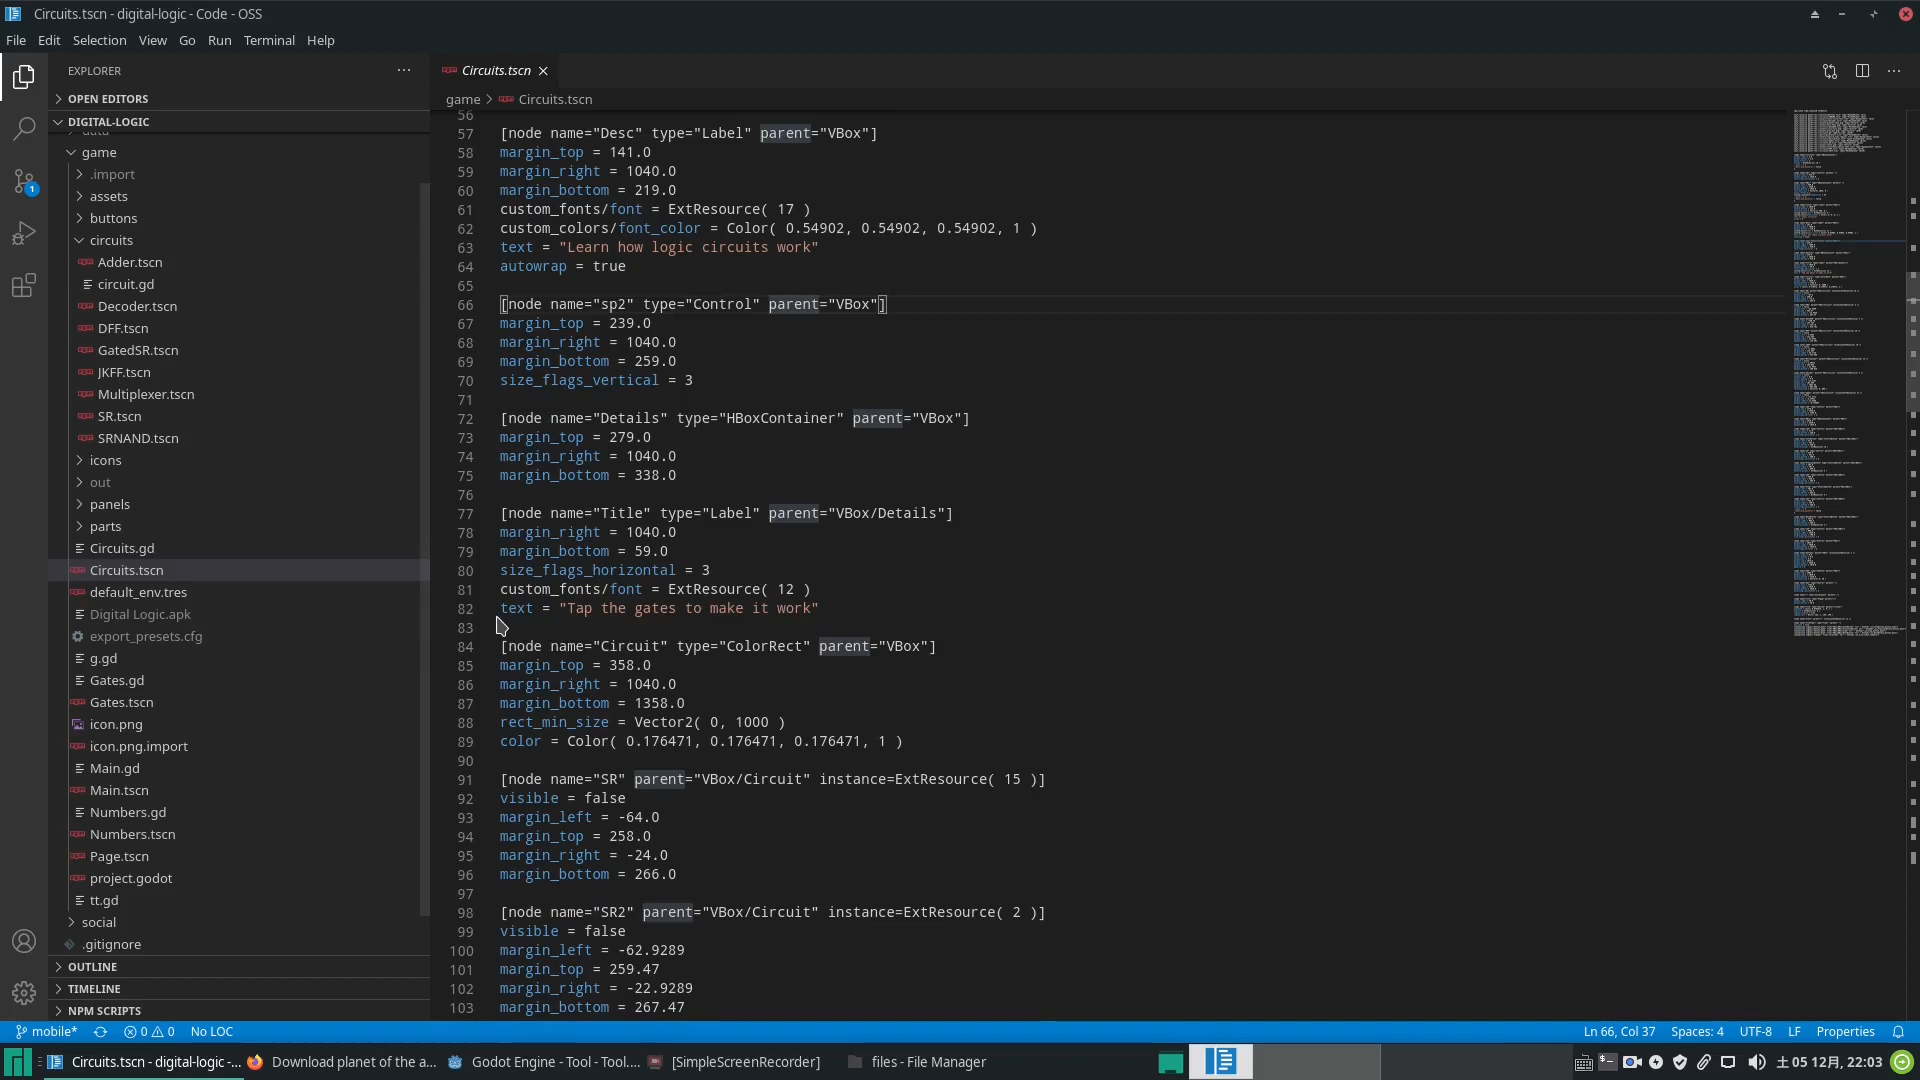 Circuits.tscn - digital-logic - Code - OSS
File Edit Selection View Go Run Terminal Help
EXPLORER
OPEN EDITORS
DIGITAL-LOGIC
data
game
.import
assets
buttons
circuits
Adder.tscn
circuit.gd
Decoder.tscn
DFF.tscn
GatedSR.tscn
JKFF.tscn
Multiplexer.tscn
SR.tscn
SRNAND.tscn
icons
out
panels
parts
Circuits.gd
Circuits.tscn
default_env.tres
Digital Logic.apk
export_presets.cfg
g.gd
Gates.gd
Gates.tscn
icon.png
icon.png.import
Main.gd
Main.tscn
Numbers.gd
Numbers.tscn
Page.tscn
project.godot
tt.gd
social
.gitignore
OUTLINE
TIMELINE
NPM SCRIPTS
1
Circuits.tscn
game > Circuits.tscn
56
57 [node name="Desc" type="Label" parent="VBox"]
58 margin_top = 141.0
59 margin_right = 1040.0
60 margin_bottom = 219.0
61 custom_fonts/font = ExtResource( 17 )
62 custom_colors/font_color = Color( 0.54902, 0.54902, 0.54902, 1 )
63 text = "Learn how logic circuits work"
64 autowrap = true
65
66 [node name="sp2" type="Control" parent="VBox"]
67 margin_top = 239.0
68 margin_right = 1040.0
69 margin_bottom = 259.0
70 size_flags_vertical = 3
71
72 [node name="Details" type="HBoxContainer" parent="VBox"]
73 margin_top = 279.0
74 margin_right = 1040.0
75 margin_bottom = 338.0
76
77 [node name="Title" type="Label" parent="VBox/Details"]
78 margin_right = 1040.0
79 margin_bottom = 59.0
80 size_flags_horizontal = 3
81 custom_fonts/font = ExtResource( 12 )
82 text = "Tap the gates to make it work"
83
84 [node name="Circuit" type="ColorRect" parent="VBox"]
85 margin_top = 358.0
86 margin_right = 1040.0
87 margin_bottom = 1358.0
88 rect_min_size = Vector2( 0, 1000 )
89 color = Color( 0.176471, 0.176471, 0.176471, 1 )
90
91 [node name="SR" parent="VBox/Circuit" instance=ExtResource( 15 )]
92 visible = false
93 margin_left = -64.0
94 margin_top = 258.0
95 margin_right = -24.0
96 margin_bottom = 266.0
97
98 [node name="SR2" parent="VBox/Circuit" instance=ExtResource( 2 )]
99 visible = false
100 margin_left = -62.9289
101 margin_top = 259.47
102 margin_right = -22.9289
103 margin_bottom = 267.47
mobile* 0 0 No LOC Ln 66, Col 37 Spaces: 4 UTF-8 LF Properties
Circuits.tscn - digital-logic -... Download planet of the a... Godot Engine - Tool - Tool.... [SimpleScreenRecorder] files - File Manager 土 05 12月, 22:03